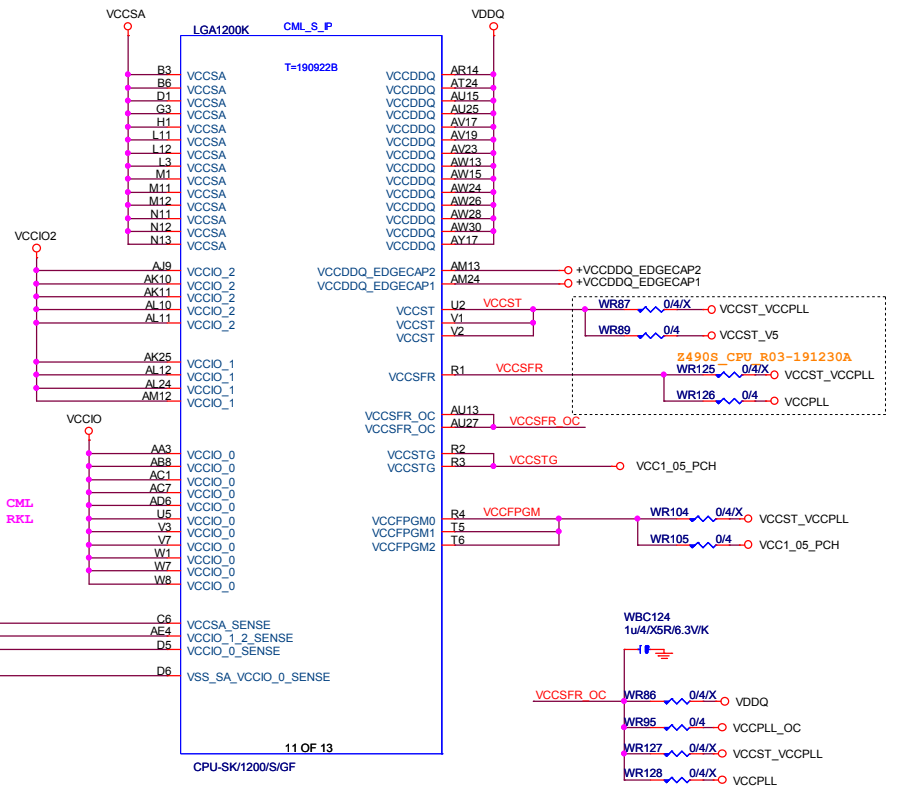 VCCSA
VDDQ
LGA1200K
CML_S_IP
T=190922B
B3 VCCSA
B6 VCCSA
D1 VCCSA
G3 VCCSA
H1 VCCSA
L11 VCCSA
L12 VCCSA
L3 VCCSA
M1 VCCSA
M11 VCCSA
M12 VCCSA
N11 VCCSA
N12 VCCSA
N13 VCCSA
VCCIO2
AJ9 VCCIO_2
AK10 VCCIO_2
AK11 VCCIO_2
AL10 VCCIO_2
AL11 VCCIO_2
AK25 VCCIO_1
AL12 VCCIO_1
AL24 VCCIO_1
AM12 VCCIO_1
VCCIO
AA3 VCCIO_0
AB8 VCCIO_0
AC1 VCCIO_0
AC7 VCCIO_0
AD6 VCCIO_0
U5 VCCIO_0
V3 VCCIO_0
V7 VCCIO_0
W1 VCCIO_0
W7 VCCIO_0
W8 VCCIO_0
CML
RKL
C6 VCCSA_SENSE
AE4 VCCIO_1_2_SENSE
D5 VCCIO_0_SENSE
D6 VSS_SA_VCCIO_0_SENSE
VCCDDQ AR14
VCCDDQ AT24
VCCDDQ AU15
VCCDDQ AU25
VCCDDQ AV17
VCCDDQ AV19
VCCDDQ AV23
VCCDDQ AW13
VCCDDQ AW15
VCCDDQ AW24
VCCDDQ AW26
VCCDDQ AW28
VCCDDQ AW30
VCCDDQ AY17
VCCDDQ_EDGECAP2 AM13 +VCCDDQ_EDGECAP2
VCCDDQ_EDGECAP1 AM24 +VCCDDQ_EDGECAP1
VCCST U2 VCCST
VCCST V1
VCCST V2
WR87 0/4/X VCCST_VCCPLL
WR89 0/4 VCCST_V5
Z490S_CPU_R03-191230A
VCCSFR R1 VCCSFR
WR125 0/4/X VCCST_VCCPLL
WR126 0/4 VCCPLL
VCCSFR_OC AU13
VCCSFR_OC AU27 VCCSFR_OC
VCCSTG R2
VCCSTG R3 VCCSTG VCC1_05_PCH
VCCFPGM0 R4 VCCFPGM
VCCFPGM1 T5
VCCFPGM2 T6
WR104 0/4/X VCCST_VCCPLL
WR105 0/4 VCC1_05_PCH
WBC124
1u/4/X5R/6.3V/K
VCCSFR_OC WR86 0/4/X VDDQ
WR95 0/4 VCCPLL_OC
WR127 0/4/X VCCST_VCCPLL
WR128 0/4/X VCCPLL
11 OF 13
CPU-SK/1200/S/GF